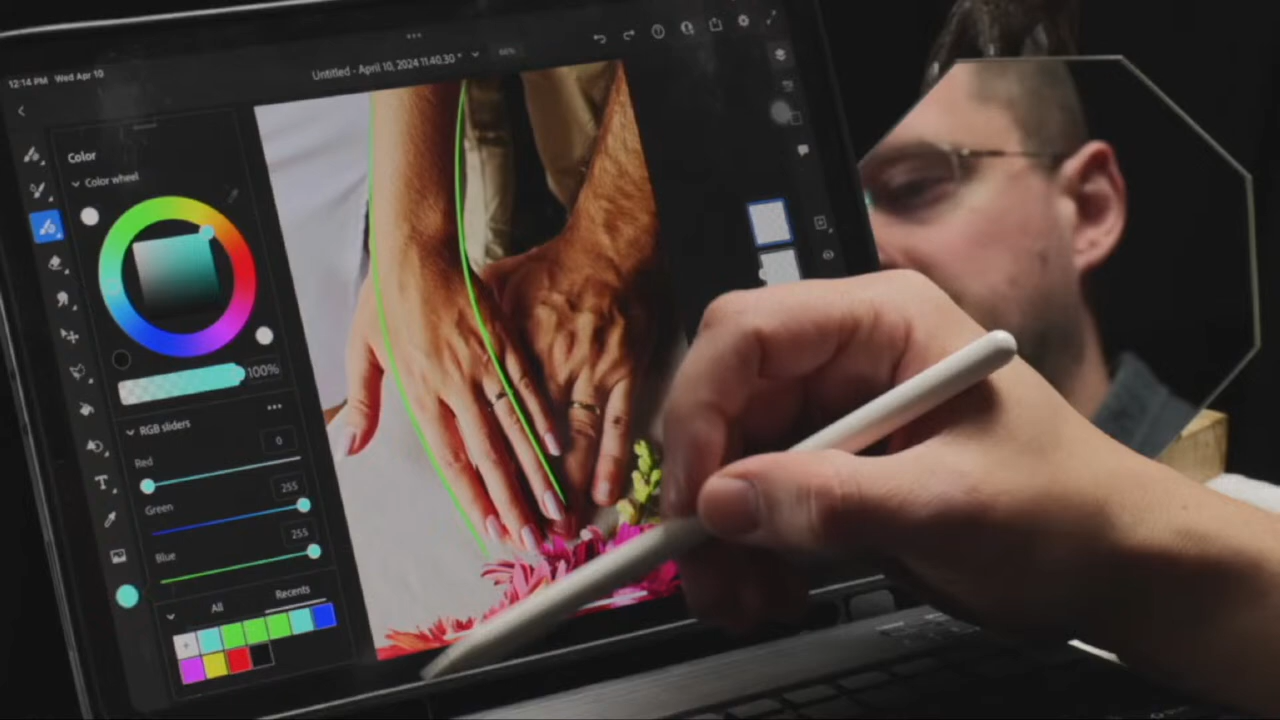 12:14 PM Wed Apr 10
Untitled - April 10, 2024 11.40.30 *
66%
Color
Color wheel
100%
RGB sliders
Red
0
Green
255
Blue
255
All
Recents